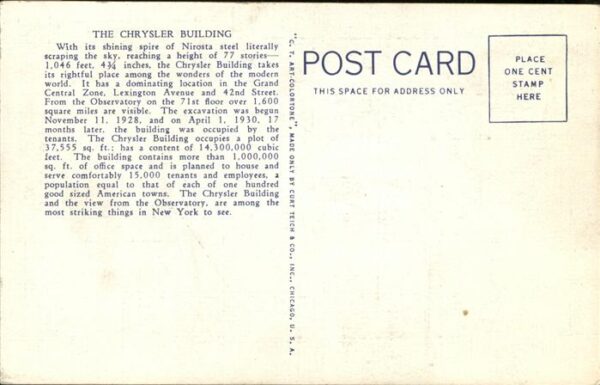 THE CHRYSLER BUILDING
With its shining spire of Nirosta steel literally
scraping the sky, reaching a height of 77 stories—
1,046 feet, 4¾ inches, the Chrysler Building takes
its rightful place among the wonders of the modern
world. It has a dominating location in the Grand
Central Zone, Lexington Avenue and 42nd Street.
From the Observatory on the 71st floor over 1,600
square miles are visible. The excavation was begun
November 11, 1928, and on April 1, 1930, 17
months later, the building was occupied by the
tenants. The Chrysler Building occupies a plot of
37,555 sq. ft.; has a content of 14,300,000 cubic
feet. The building contains more than 1,000,000
sq. ft. of office space and is planned to house and
serve comfortably 15,000 tenants and employees, a
population equal to that of each of one hundred
good sized American towns. The Chrysler Building
and the view from the Observatory, are among the
most striking things in New York to see.
"C. T. ART-COLORTONE", MADE ONLY BY CURT TEICH & CO., INC., CHICAGO, U. S. A.
POST CARD
THIS SPACE FOR ADDRESS ONLY
PLACE
ONE CENT
STAMP
HERE